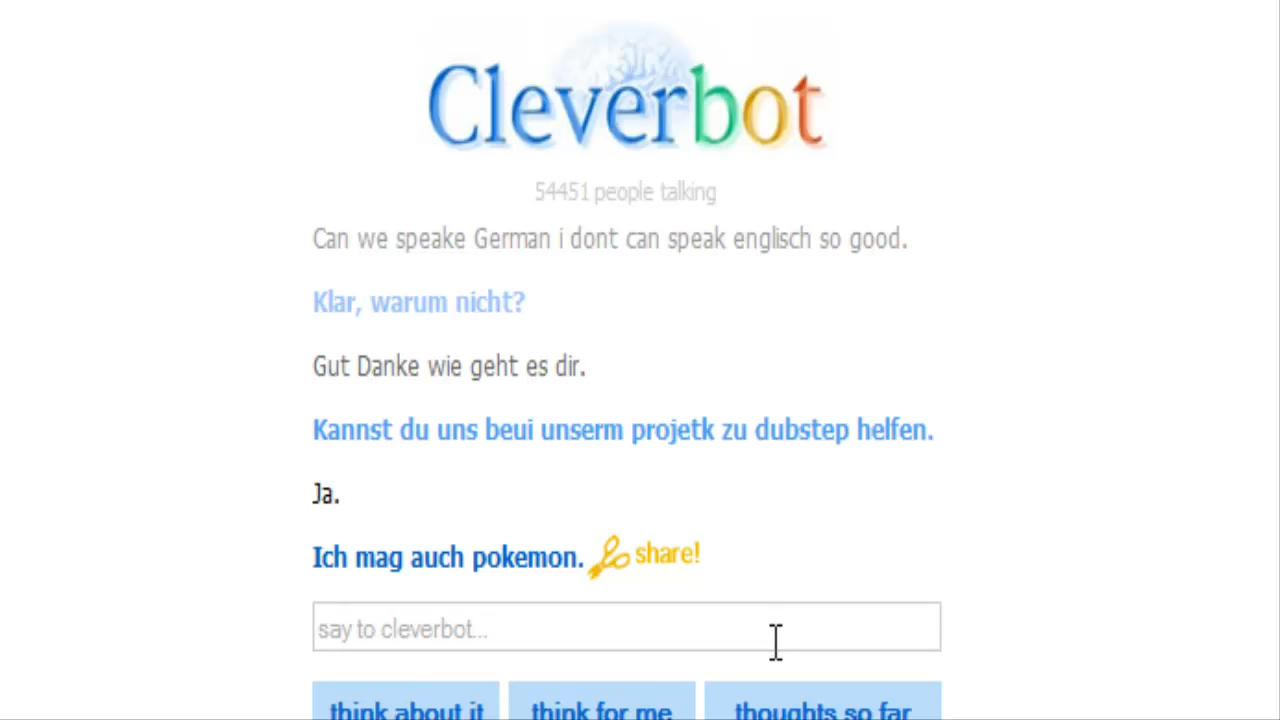 Cleverbot
54451 people talking
Can we speake German i dont can speak englisch so good.
Klar, warum nicht?
Gut Danke wie geht es dir.
Kannst du uns beui unserm projetk zu dubstep helfen.
Ja.
Ich mag auch pokemon. share!
say to cleverbot...
think about it think for me thoughts so far